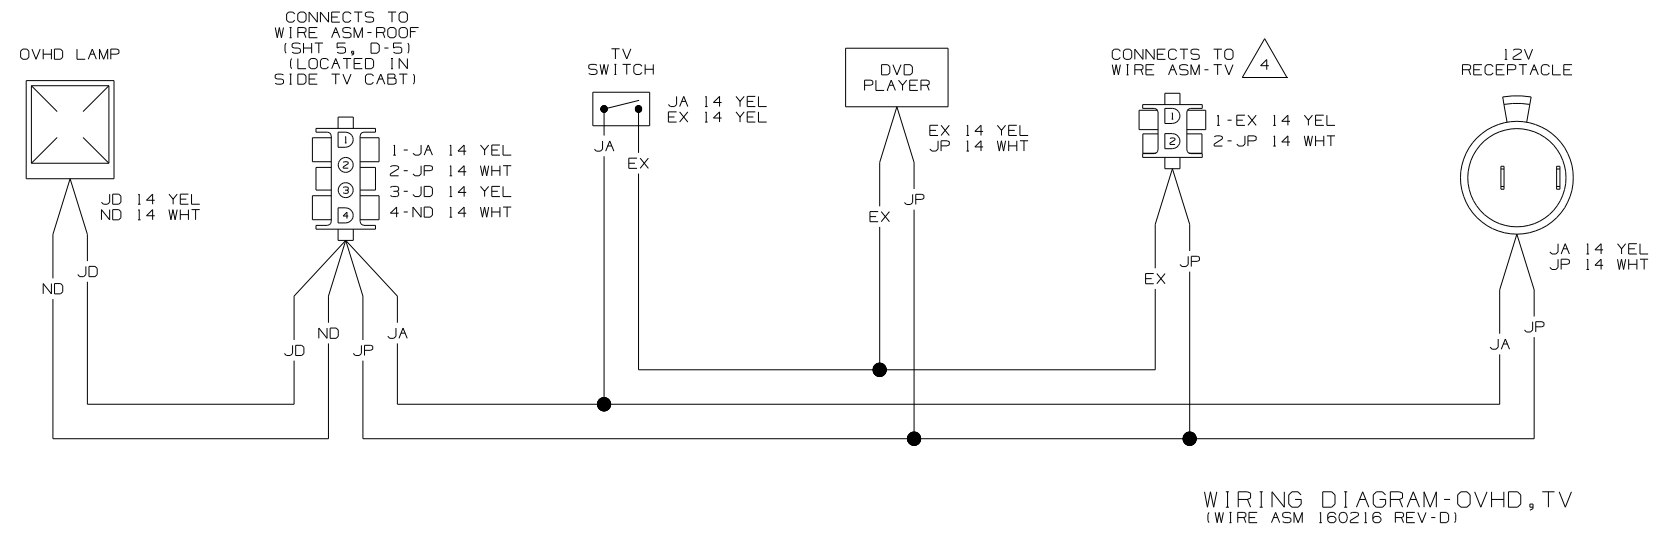 OVHD LAMP
JD 14 YEL
ND 14 WHT
ND
JD
CONNECTS TO
WIRE ASM-ROOF
(SHT 5, D-5)
(LOCATED IN
SIDE TV CABT)
1
2
3
4
1-JA 14 YEL
2-JP 14 WHT
3-JD 14 YEL
4-ND 14 WHT
JD
ND
JP
JA
TV
SWITCH
JA 14 YEL
EX 14 YEL
JA
EX
DVD
PLAYER
EX 14 YEL
JP 14 WHT
EX
JP
CONNECTS TO
WIRE ASM-TV
4
1
2
1-EX 14 YEL
2-JP 14 WHT
EX
JP
12V
RECEPTACLE
JA 14 YEL
JP 14 WHT
JA
JP
WIRING DIAGRAM-OVHD,TV
(WIRE ASM 160216 REV-D)